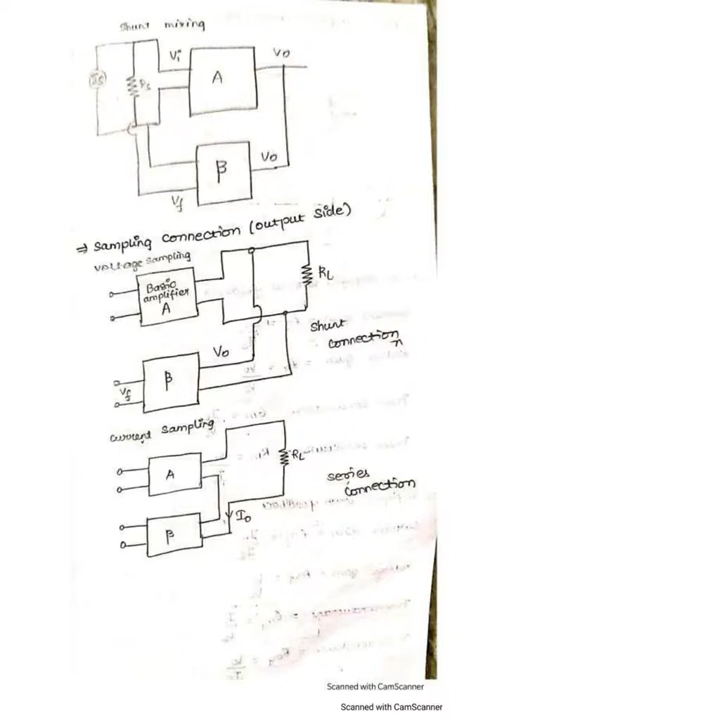 Shunt mixing
Vi
Vo
Is
Rs
A
β
Vo
Vf
⇒ Sampling connection (output side)
voltage sampling
Basic
amplifier
A
RL
Shunt
connection
Vo
β
Vf
current sampling
A
RL
series
connection
Io
β
Scanned with CamScanner
Scanned with CamScanner